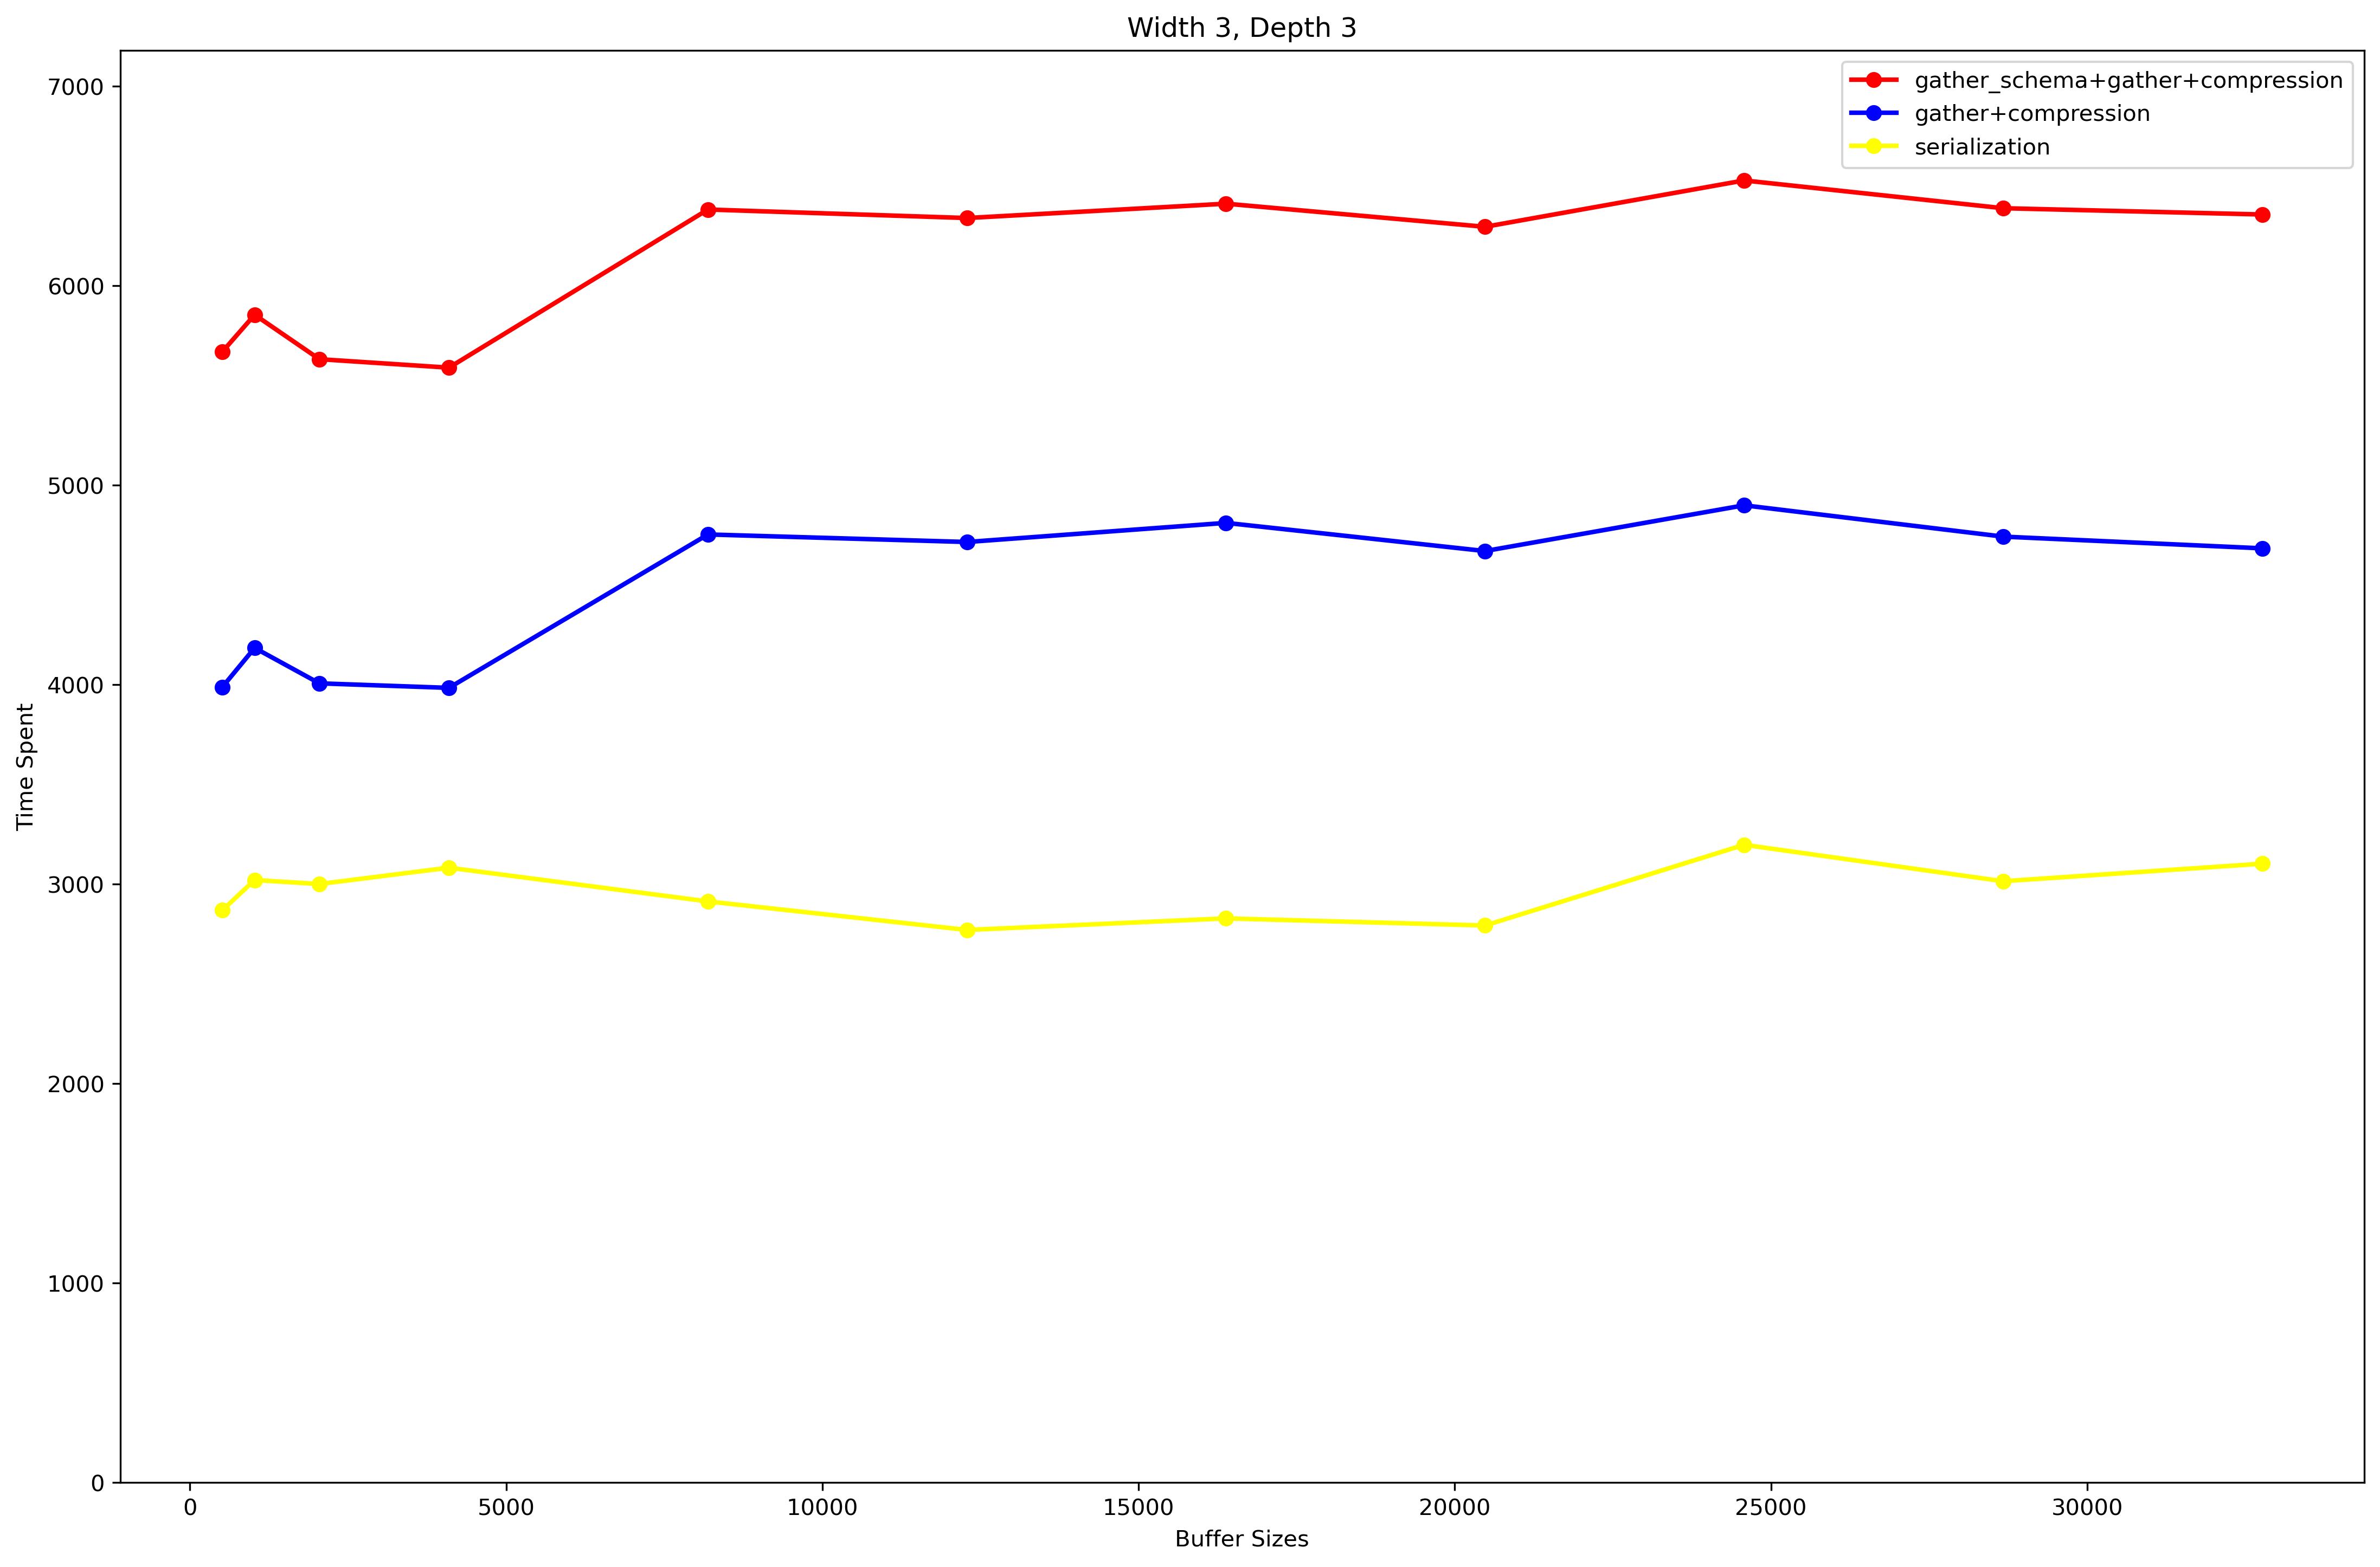 Width 3, Depth 3
gather_schema+gather+compression
gather+compression
serialization
Time Spent
7000
6000
5000
4000
3000
2000
1000
0
0 5000 10000 15000 20000 25000 30000
Buffer Sizes